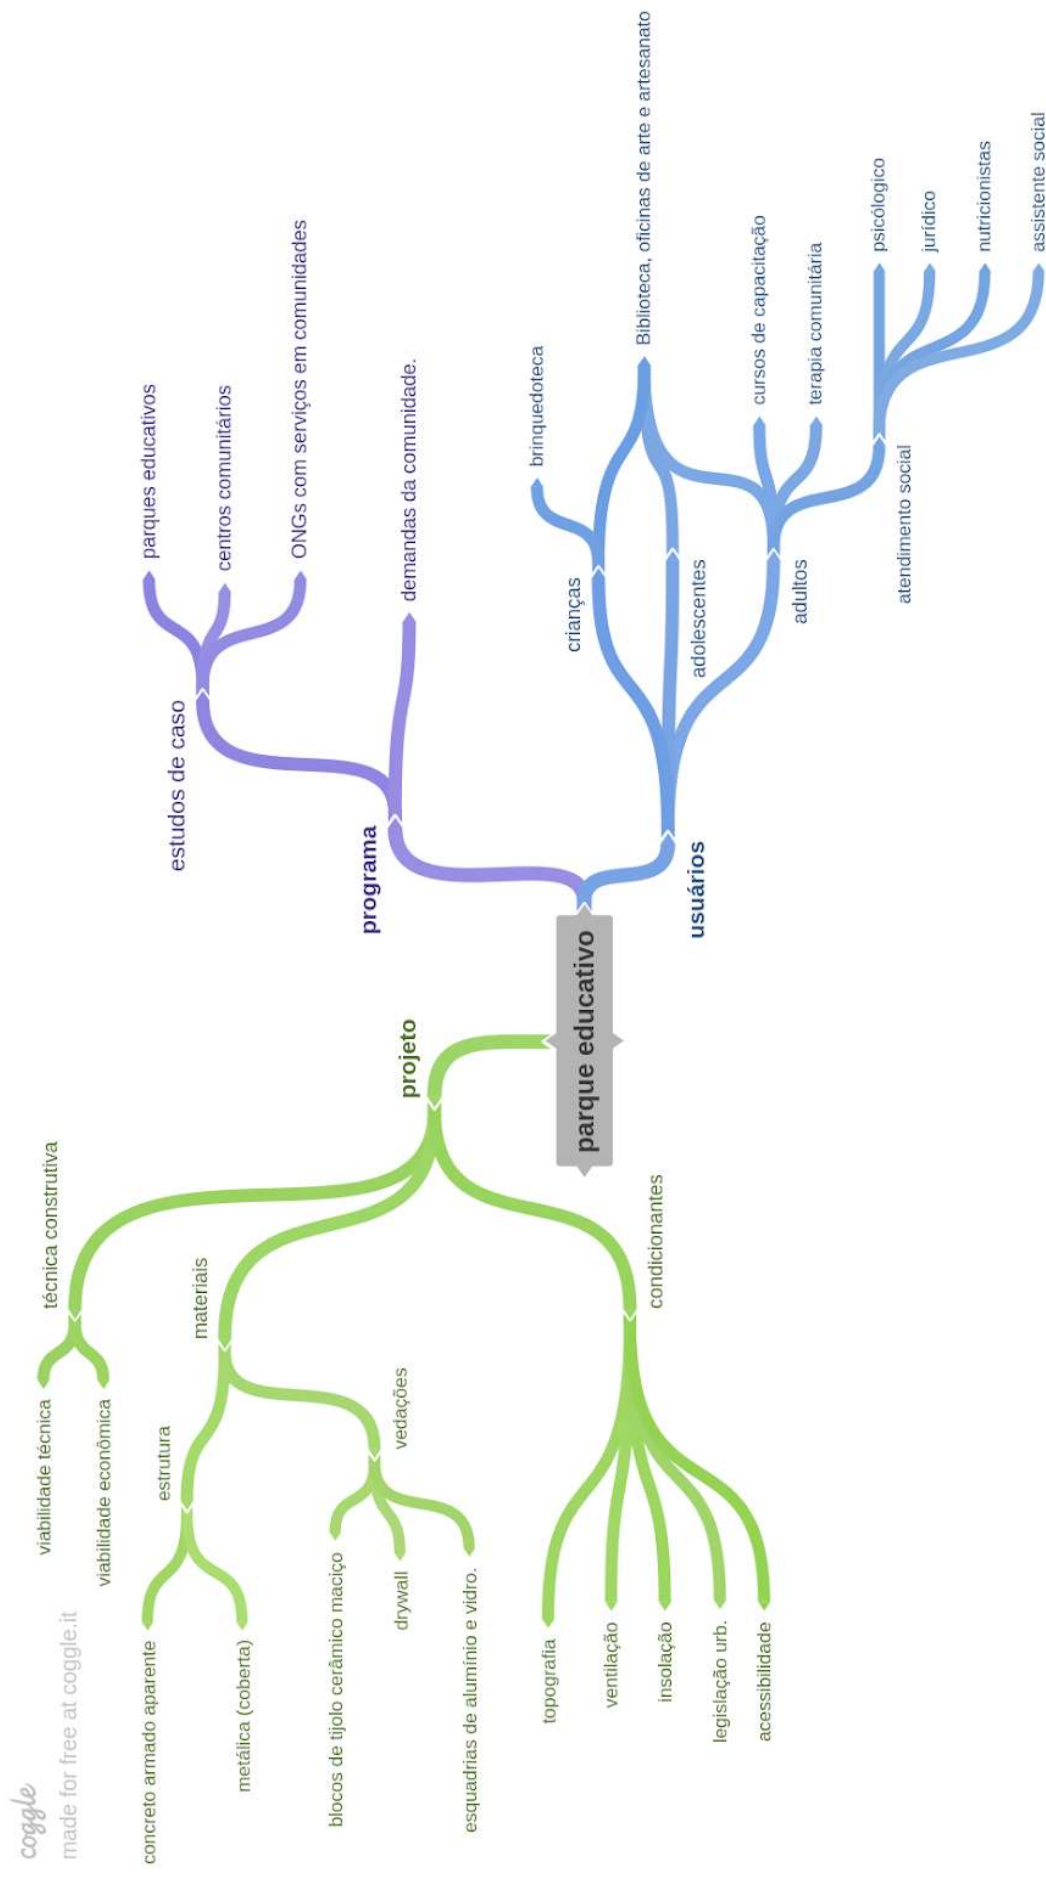 coggle
made for free at coggle.it
técnica construtiva
viabilidade técnica
viabilidade econômica
materiais
estrutura
concreto armado aparente
metálica (coberta)
vedações
blocos de tijolo cerâmico maciço
drywall
esquadrias de alumínio e vidro.
projeto
condicionantes
topografia
ventilação
insolação
legislação urb.
acessibilidade
parque educativo
programa
estudos de caso
parques educativos
centros comunitários
ONGs com serviços em comunidades
demandas da comunidade.
usuários
crianças
brinquedoteca
Biblioteca, oficinas de arte e artesanato
adolescentes
adultos
cursos de capacitação
terapia comunitária
atendimento social
psicólogico
jurídico
nutricionistas
assistente social